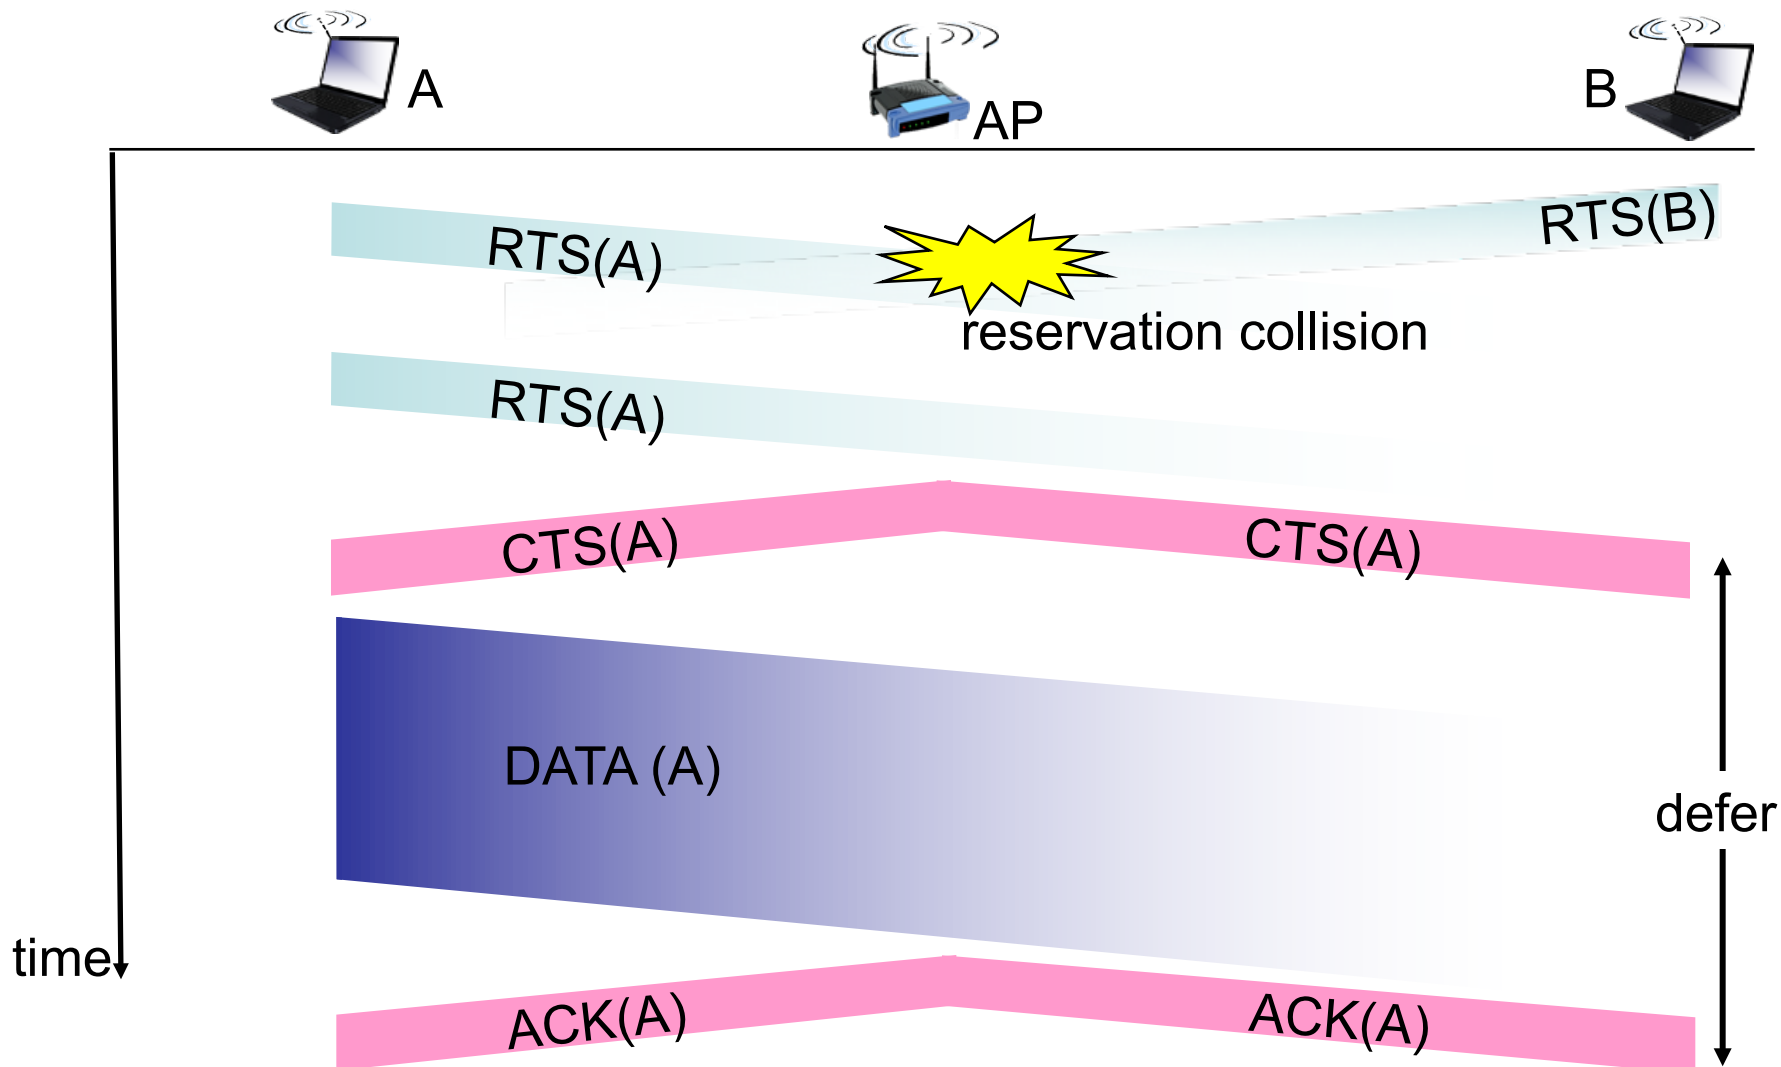 A
AP
B
RTS(A)
RTS(B)
reservation collision
RTS(A)
CTS(A)
CTS(A)
DATA (A)
defer
time
ACK(A)
ACK(A)